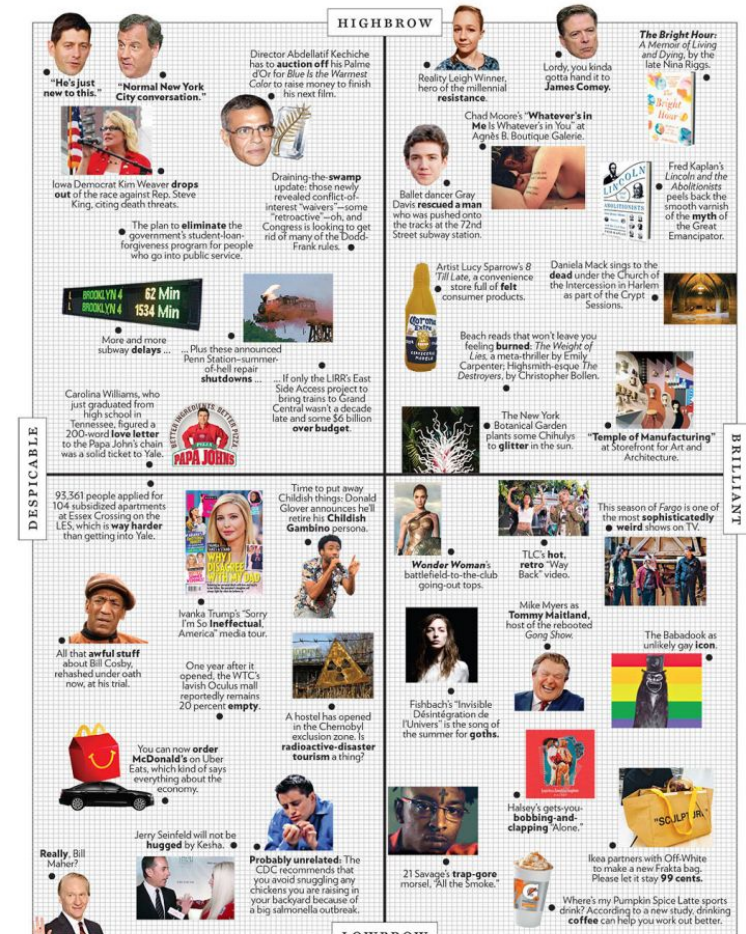 HIGHBROW
"He's just
new to this."
"Normal New York
City conversation."
Director Abdellatif Kechiche
has to auction off his Palme
d'Or for Blue Is the Warmest
Color to raise money to finish
his next film.
Reality Leigh Winner,
hero of the millennial
resistance.
Lordy, you kinda
gotta hand it to
James Comey.
The Bright Hour:
A Memoir of Living
and Dying, by the
late Nina Riggs.
The
Bright
Hour
Iowa Democrat Kim Weaver drops
out of the race against Rep. Steve
King, citing death threats.
Draining-the-swamp
update: those newly
revealed conflict-of-
interest "waivers"—some
"retroactive"—oh, and
Congress is looking to get
rid of many of the Dodd-
Frank rules.
Chad Moore's "Whatever's in
Me Is Whatever's in You" at
Agnès B. Boutique Galerie.
Ballet dancer Gray
Davis rescued a man
who was pushed onto
the tracks at the 72nd
Street subway station.
LINCOLN
ABOLITIONISTS
Fred Kaplan's
Lincoln and the
Abolitionists
peels back the
smooth varnish
of the myth of
the Great
Emancipator.
The plan to eliminate the
government's student-loan-
forgiveness program for people
who go into public service.
L BROOKLYN 4 62 Min
L BROOKLYN 4 1534 Min
More and more
subway delays ...
... Plus these announced
Penn Station–summer-
of-hell repair
shutdowns ...
... If only the LIRR's East
Side Access project to
bring trains to Grand
Central wasn't a decade
late and some $6 billion
over budget.
Artist Lucy Sparrow's 8
'Till Late, a convenience
store full of felt
consumer products.
Corona
Extra
Daniela Mack sings to the
dead under the Church of
the Intercession in Harlem
as part of the Crypt
Sessions.
Beach reads that won't leave you
feeling burned: The Weight of
Lies, a meta-thriller by Emily
Carpenter; Highsmith-esque The
Destroyers, by Christopher Bollen.
Carolina Williams, who
just graduated from
high school in
Tennessee, figured a
200-word love letter
to the Papa John's chain
was a solid ticket to Yale.
BETTER INGREDIENTS BETTER PIZZA
PAPA JOHNS
The New York
Botanical Garden
plants some Chihulys
to glitter in the sun.
"Temple of Manufacturing"
at Storefront for Art and
Architecture.
DESPICABLE
BRILLIANT
93,361 people applied for
104 subsidized apartments
at Essex Crossing on the
LES, which is way harder
than getting into Yale.
WHY I
DISAGREE
WITH MY DAD
Ivanka Trump's "Sorry
I'm So Ineffectual,
America" media tour.
Time to put away
Childish things: Donald
Glover announces he'll
retire his Childish
Gambino persona.
Wonder Woman's
battlefield-to-the-club
going-out tops.
TLC's hot,
retro "Way
Back" video.
This season of Fargo is one of
the most sophisticatedly
weird shows on TV.
All that awful stuff
about Bill Cosby,
rehashed under oath
now, at his trial.
One year after it
opened, the WTC's
lavish Oculus mall
reportedly remains
20 percent empty.
A hostel has opened
in the Chernobyl
exclusion zone. Is
radioactive-disaster
tourism a thing?
Fishbach's "Invisible
Désintégration de
l'Univers" is the song of
the summer for goths.
Mike Myers as
Tommy Maitland,
host of the rebooted
Gong Show.
The Babadook as
unlikely gay icon.
You can now order
McDonald's on Uber
Eats, which kind of says
everything about the
economy.
Halsey's gets-you-
bobbing-and-
clapping "Alone."
"SCULPTURE"
Ikea partners with Off-White
to make a new Frakta bag.
Please let it stay 99 cents.
Really, Bill
Maher?
Jerry Seinfeld will not be
hugged by Kesha.
Probably unrelated: The
CDC recommends that
you avoid snuggling any
chickens you are raising in
your backyard because of
a big salmonella outbreak.
21 Savage's trap-gore
morsel, "All the Smoke."
G
Where's my Pumpkin Spice Latte sports
drink? According to a new study, drinking
coffee can help you work out better.
LOWBROW